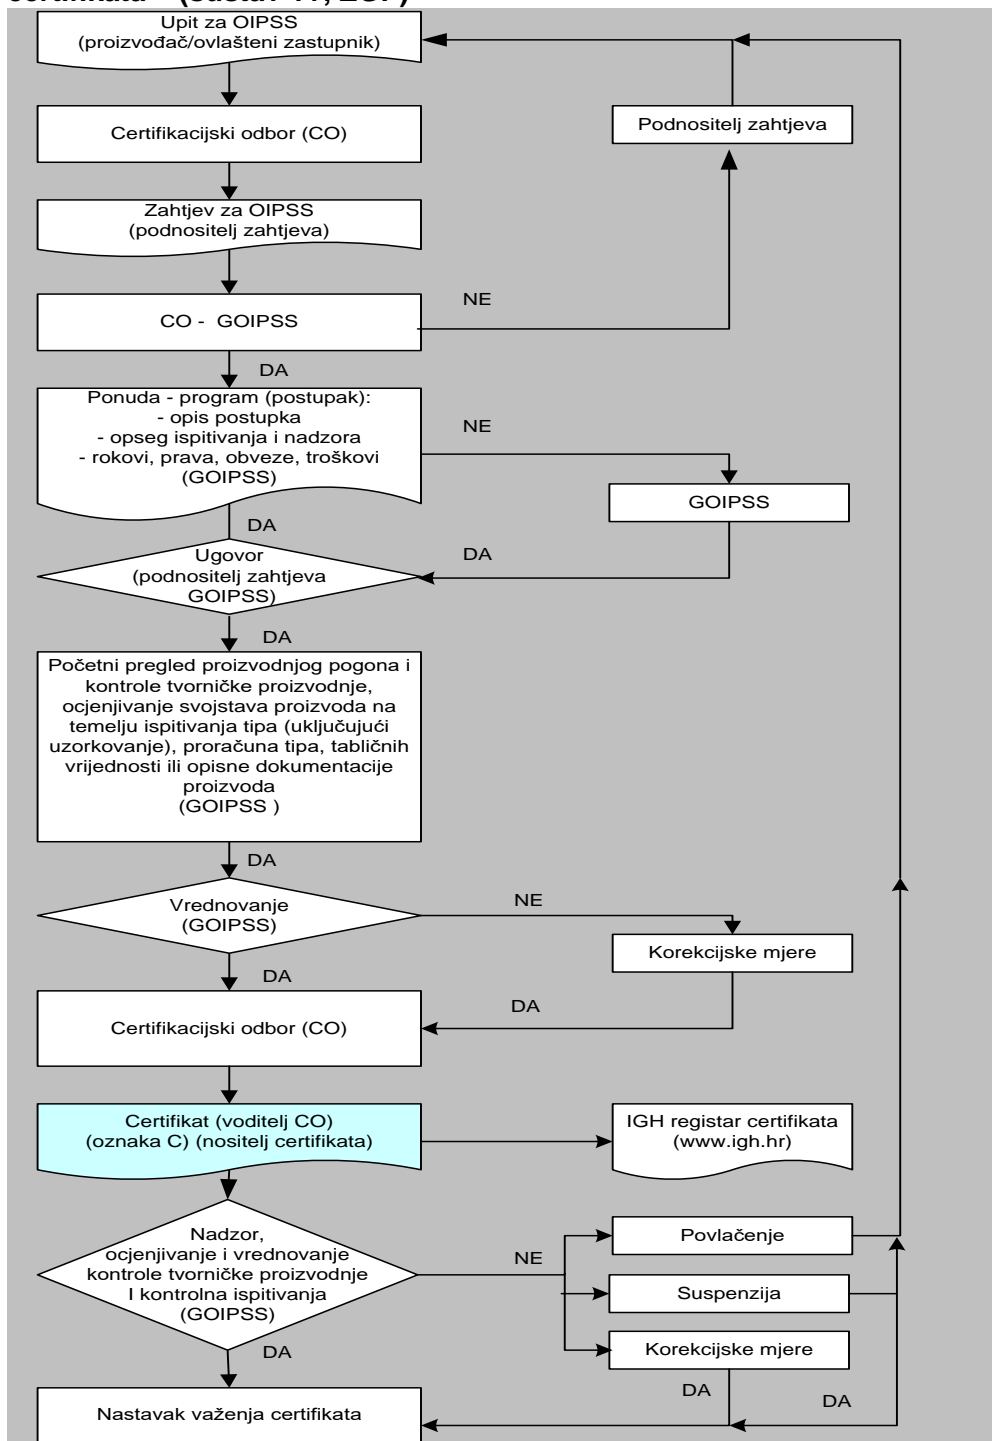 Upit za OIPSS
(proizvođač/ovlašteni zastupnik)
Certifikacijski odbor (CO)
Podnositelj zahtjeva
Zahtjev za OIPSS
(podnositelj zahtjeva)
NE
CO - GOIPSS
DA
Ponuda - program (postupak):
- opis postupka
- opseg ispitivanja i nadzora
- rokovi, prava, obveze, troškovi
(GOIPSS)
NE
GOIPSS
DA
DA
Ugovor
(podnositelj zahtjeva
GOIPSS)
DA
Početni pregled proizvodnjog pogona i
kontrole tvorničke proizvodnje,
ocjenjivanje svojstava proizvoda na
temelju ispitivanja tipa (uključujući
uzorkovanje), proračuna tipa, tabličnih
vrijednosti ili opisne dokumentacije
proizvoda
(GOIPSS )
DA
Vrednovanje
(GOIPSS)
NE
Korekcijske mjere
DA
DA
Certifikacijski odbor (CO)
Certifikat (voditelj CO)
(oznaka C) (nositelj certifikata)
IGH registar certifikata
(www.igh.hr)
Nadzor,
ocjenjivanje i vrednovanje
kontrole tvorničke proizvodnje
I kontrolna ispitivanja
(GOIPSS)
NE
Povlačenje
Suspenzija
Korekcijske mjere
DA
DA
DA
Nastavak važenja certifikata